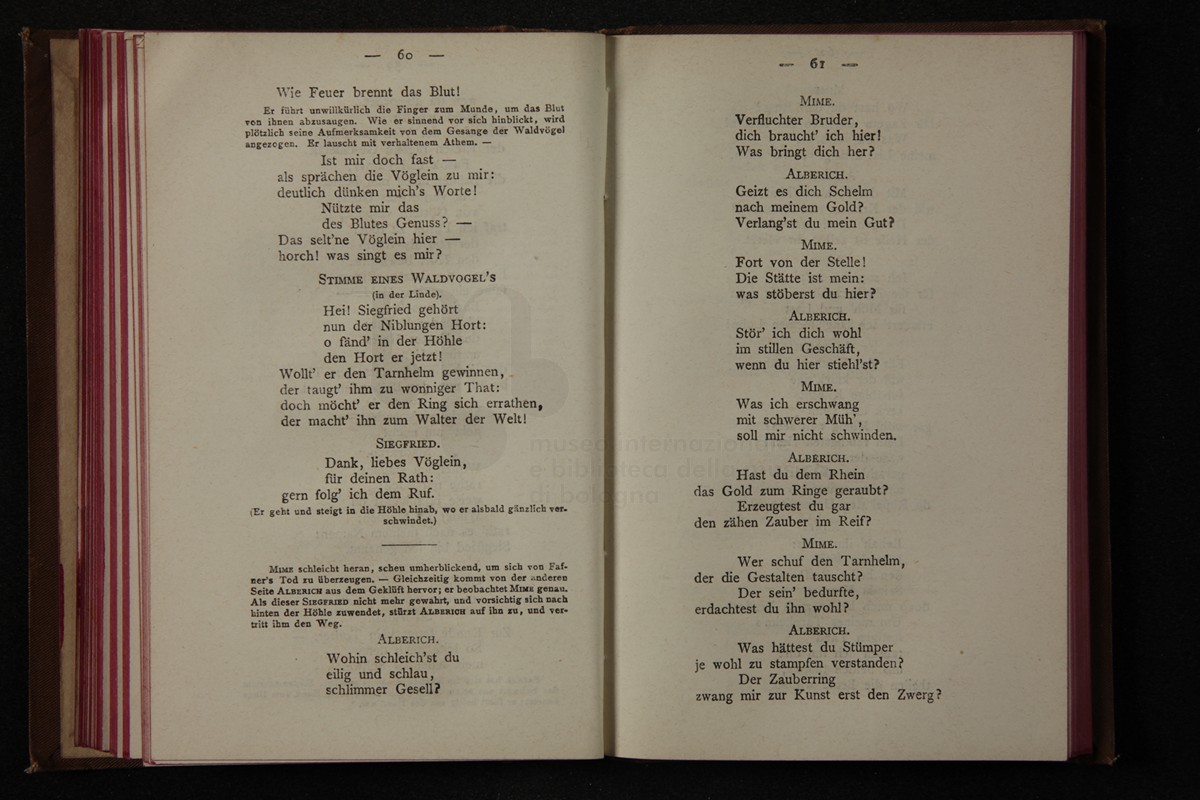 — 60 —
Wie Feuer brennt das Blut!
Er führt unwillkürlich die Finger zum Munde, um das Blut
von ihnen abzusaugen. Wie er sinnend vor sich hinblickt, wird
plötzlich seine Aufmerksamkeit von dem Gesange der Waldvögel
angezogen. Er lauscht mit verhaltenem Athem. —
Ist mir doch fast —
als sprächen die Vöglein zu mir:
deutlich dünken mich's Worte!
Nützte mir das
des Blutes Genuss? —
Das selt'ne Vöglein hier —
horch! was singt es mir?
STIMME EINES WALDVOGEL'S
(in der Linde).
Hei! Siegfried gehört
nun der Niblungen Hort:
o fänd' in der Höhle
den Hort er jetzt!
Wollt' er den Tarnhelm gewinnen,
der taugt' ihm zu wonniger That:
doch möcht' er den Ring sich errathen,
der macht' ihn zum Walter der Welt!
SIEGFRIED.
Dank, liebes Vöglein,
für deinen Rath:
gern folg' ich dem Ruf.
(Er geht und steigt in die Höhle hinab, wo er alsbald gänzlich ver-
schwindet.)
MIME schleicht heran, scheu umherblickend, um sich von Faf-
ner's Tod zu überzeugen. — Gleichzeitig kommt von der anderen
Seite ALBERICH aus dem Geklüft hervor; er beobachtet MIME genau.
Als dieser SIEGFRIED nicht mehr gewahrt, und vorsichtig sich nach
hinten der Höhle zuwendet, stürzt ALBERICH auf ihn zu, und ver-
tritt ihm den Weg.
ALBERICH.
Wohin schleich'st du
eilig und schlau,
schlimmer Gesell?
— 61 —
MIME.
Verfluchter Bruder,
dich braucht' ich hier!
Was bringt dich her?
ALBERICH.
Geizt es dich Schelm
nach meinem Gold?
Verlang'st du mein Gut?
MIME.
Fort von der Stelle!
Die Stätte ist mein:
was stöberst du hier?
ALBERICH.
Stör' ich dich wohl
im stillen Geschäft,
wenn du hier stiehl'st?
MIME.
Was ich erschwang
mit schwerer Müh',
soll mir nicht schwinden.
ALBERICH.
Hast du dem Rhein
das Gold zum Ringe geraubt?
Erzeugtest du gar
den zähen Zauber im Reif?
MIME.
Wer schuf den Tarnhelm,
der die Gestalten tauscht?
Der sein' bedurfte,
erdachtest du ihn wohl?
ALBERICH.
Was hättest du Stümper
je wohl zu stampfen verstanden?
Der Zauberring
zwang mir zur Kunst erst den Zwerg?
museo internazionale
e biblioteca della
di bologna